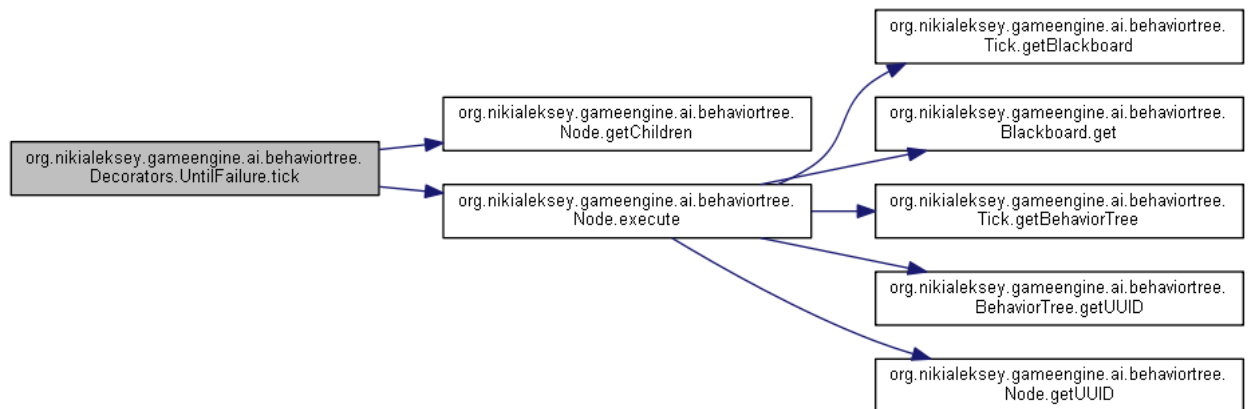 org.nikialeksey.gameengine.ai.behaviortree.
Decorators.UntilFailure.tick
org.nikialeksey.gameengine.ai.behaviortree.
Node.getChildren
org.nikialeksey.gameengine.ai.behaviortree.
Node.execute
org.nikialeksey.gameengine.ai.behaviortree.
Tick.getBlackboard
org.nikialeksey.gameengine.ai.behaviortree.
Blackboard.get
org.nikialeksey.gameengine.ai.behaviortree.
Tick.getBehaviorTree
org.nikialeksey.gameengine.ai.behaviortree.
BehaviorTree.getUUID
org.nikialeksey.gameengine.ai.behaviortree.
Node.getUUID